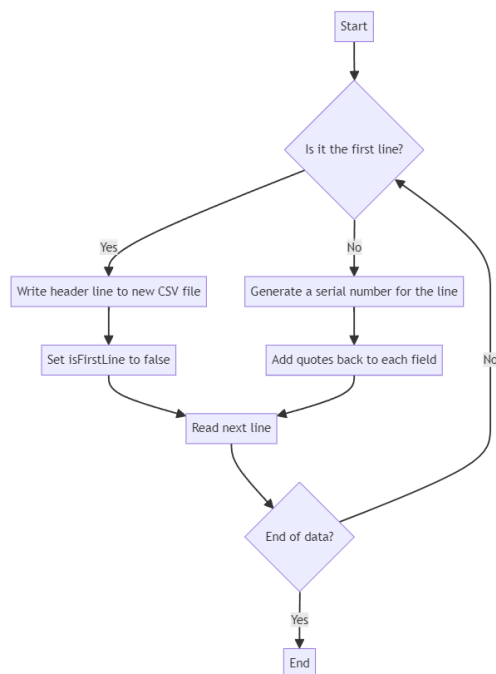 Start
Is it the first line?
Yes
No
Write header line to new CSV file
Generate a serial number for the line
Set isFirstLine to false
Add quotes back to each field
No
Read next line
End of data?
Yes
End